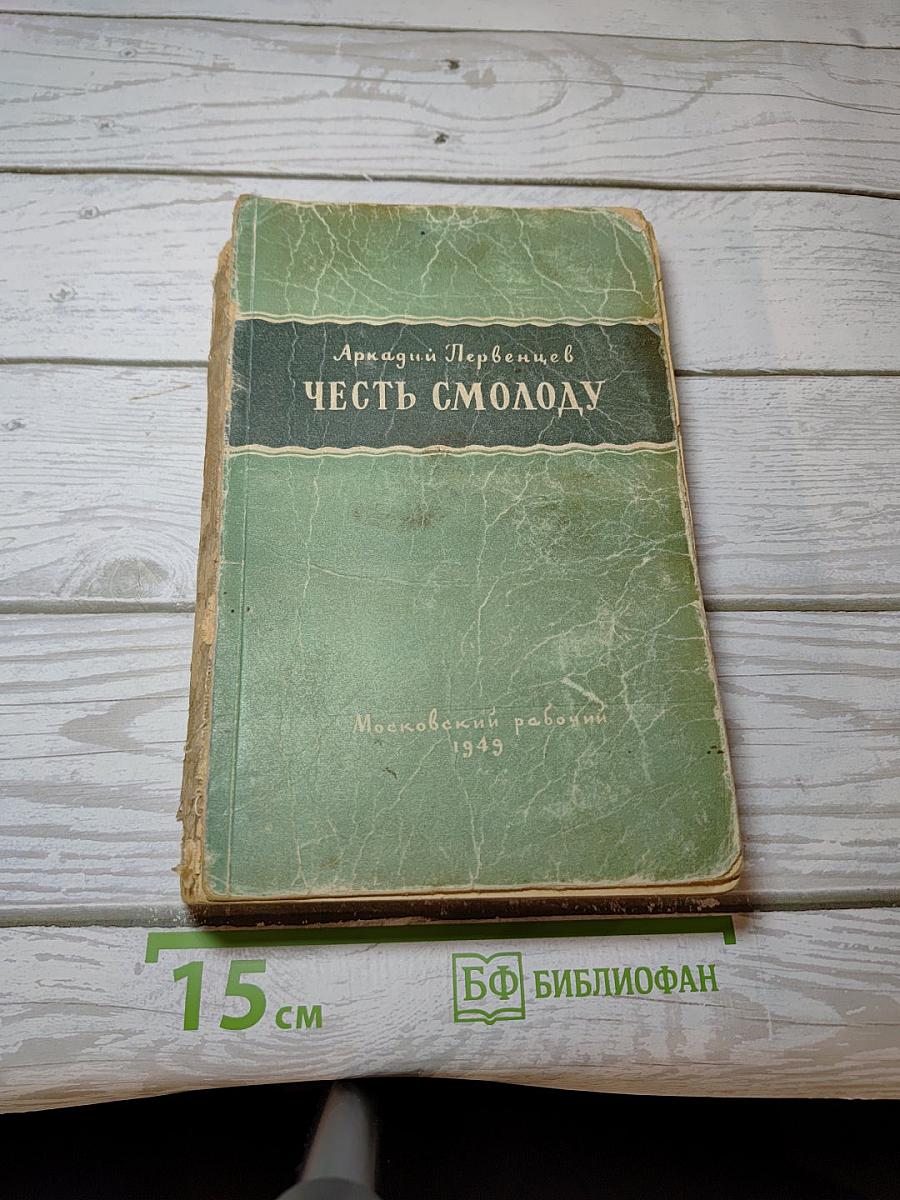 Аркадий Первенцев
ЧЕСТЬ СМОЛОДУ
Московский рабочий
1949
15 см
БФ БИБЛИОФАН